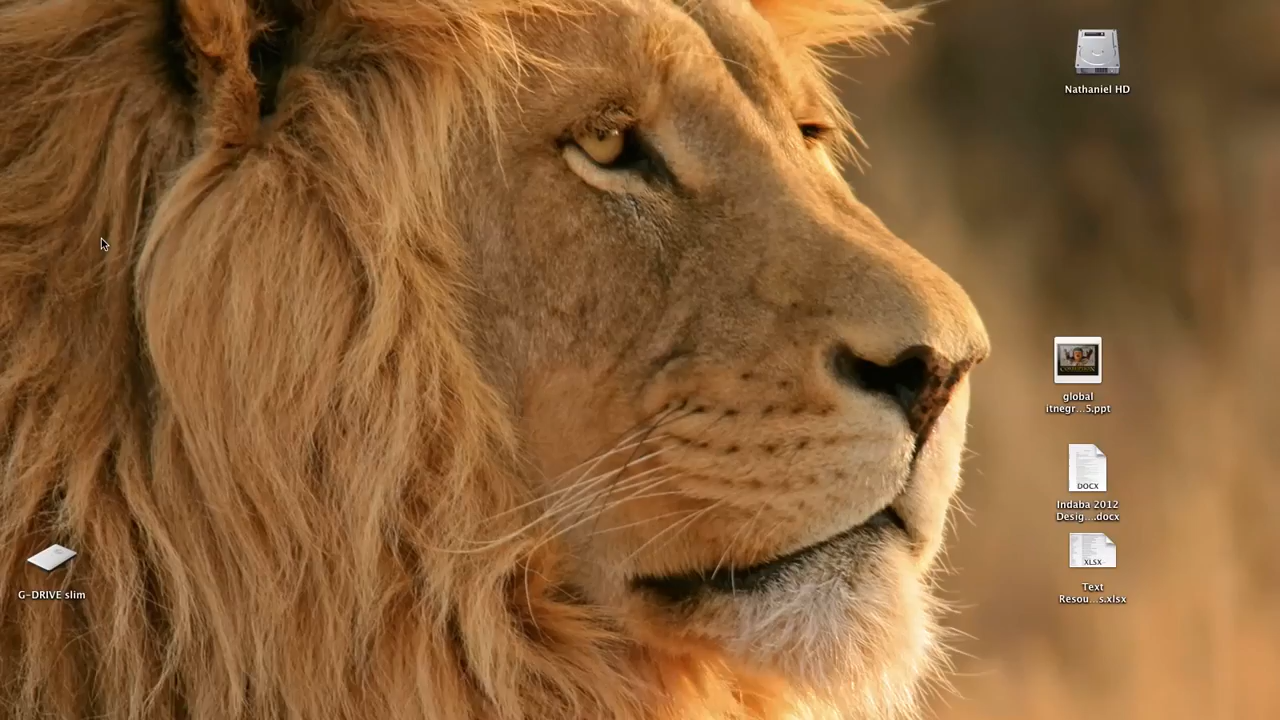 Nathaniel HD
global
itnegr...5.ppt
DOCX
Indaba 2012
Desig....docx
XLSX
Text
Resou...s.xlsx
G-DRIVE slim